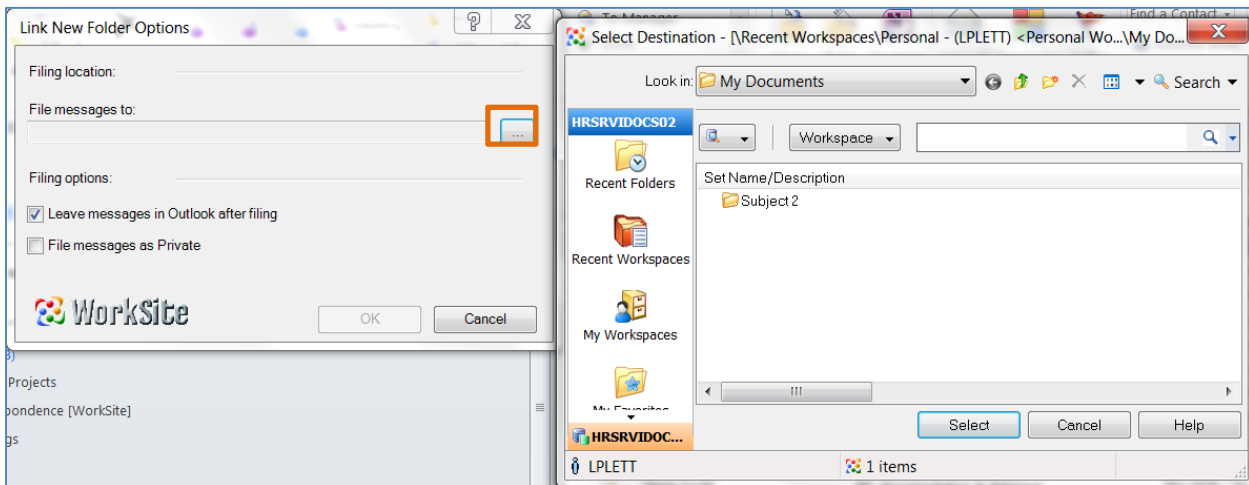 Link New Folder Options
Filing location:
File messages to:
...
Filing options:
Leave messages in Outlook after filing
File messages as Private
WorkSite
OK
Cancel
Projects
pondence [WorkSite]
gs
To Manager
Find a Contact
Select Destination - [\Recent Workspaces\Personal - (LPLETT) <Personal Wo...\My Do...
Look in:
My Documents
Search
HRSRVIDOCS02
Workspace
Recent Folders
Set Name/Description
Subject 2
Recent Workspaces
My Workspaces
My Favorites
HRSRVIDOC...
Select
Cancel
Help
LPLETT
1 items